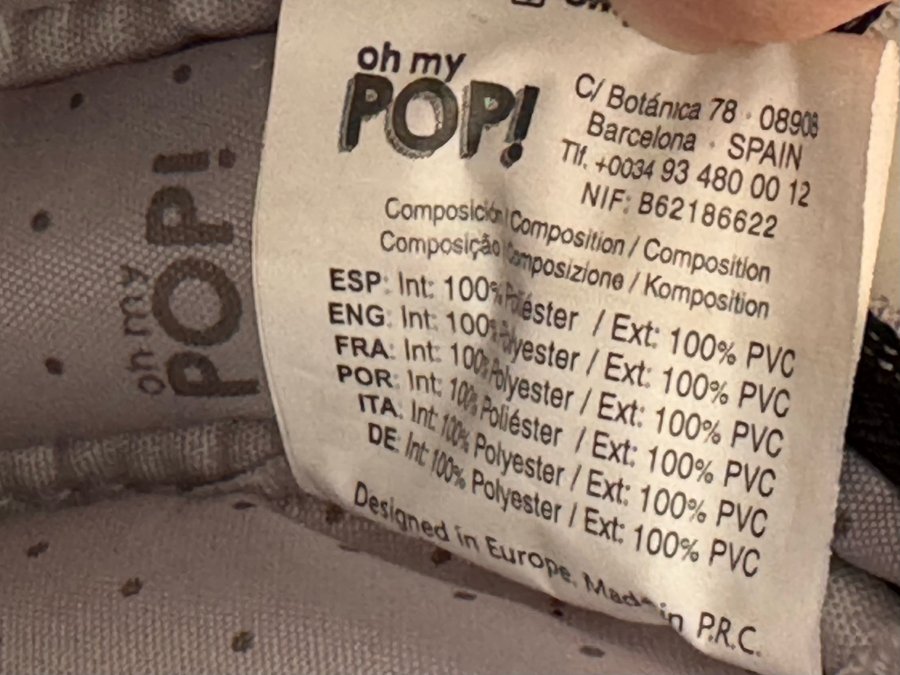 oh my
POP!
C/ Botánica 78 · 08908
Barcelona · SPAIN
Tlf. +0034 93 480 00 12
NIF: B62186622
Composición / Composition / Composition
Composição Composizione / Komposition
ESP: Int: 100% Poliéster / Ext: 100% PVC
ENG: Int: 100% Polyester / Ext: 100% PVC
FRA: Int: 100% Polyester / Ext: 100% PVC
POR: Int: 100% Poliéster / Ext: 100% PVC
ITA: Int: 100% Polyester / Ext: 100% PVC
DE: Int: 100% Polyester / Ext: 100% PVC
Designed in Europe. Made in P.R.C.
oh my
POP!